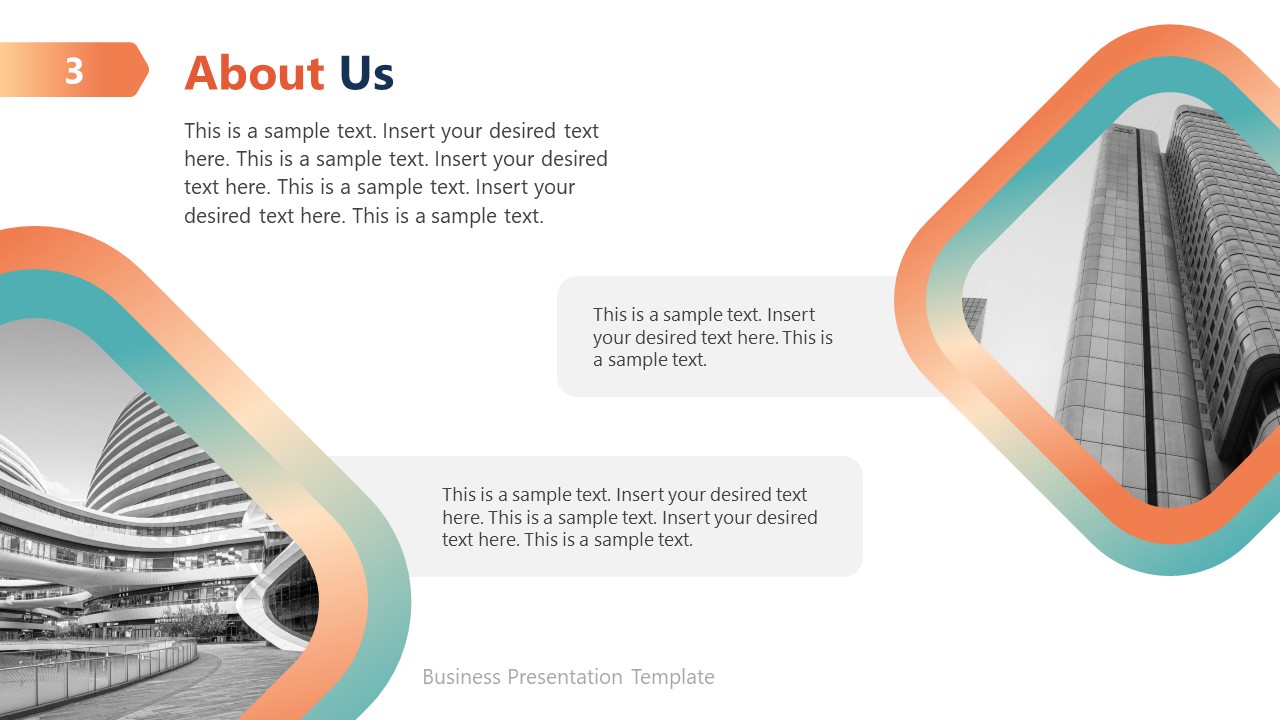 3
About Us
This is a sample text. Insert your desired text
here. This is a sample text. Insert your desired
text here. This is a sample text. Insert your
desired text here. This is a sample text.
This is a sample text. Insert
your desired text here. This is
a sample text.
This is a sample text. Insert your desired text
here. This is a sample text. Insert your desired
text here. This is a sample text.
Business Presentation Template